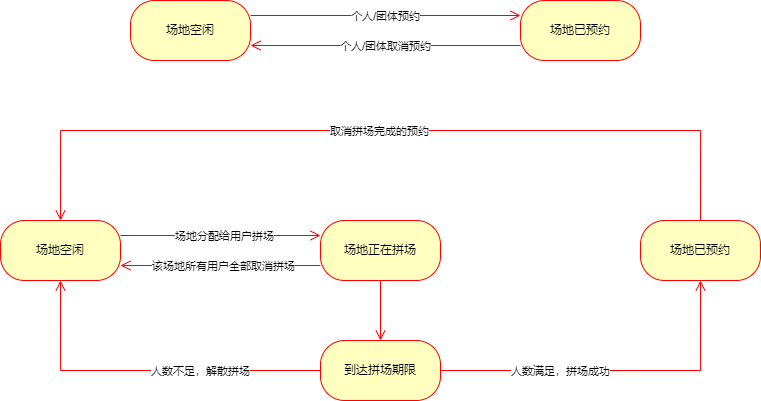 场地空闲
个人/团体预约
场地已预约
个人/团体取消预约
取消拼场完成的预约
场地空闲
场地分配给用户拼场
该场地所有用户全部取消拼场
场地正在拼场
场地已预约
人数不足，解散拼场
到达拼场期限
人数满足，拼场成功